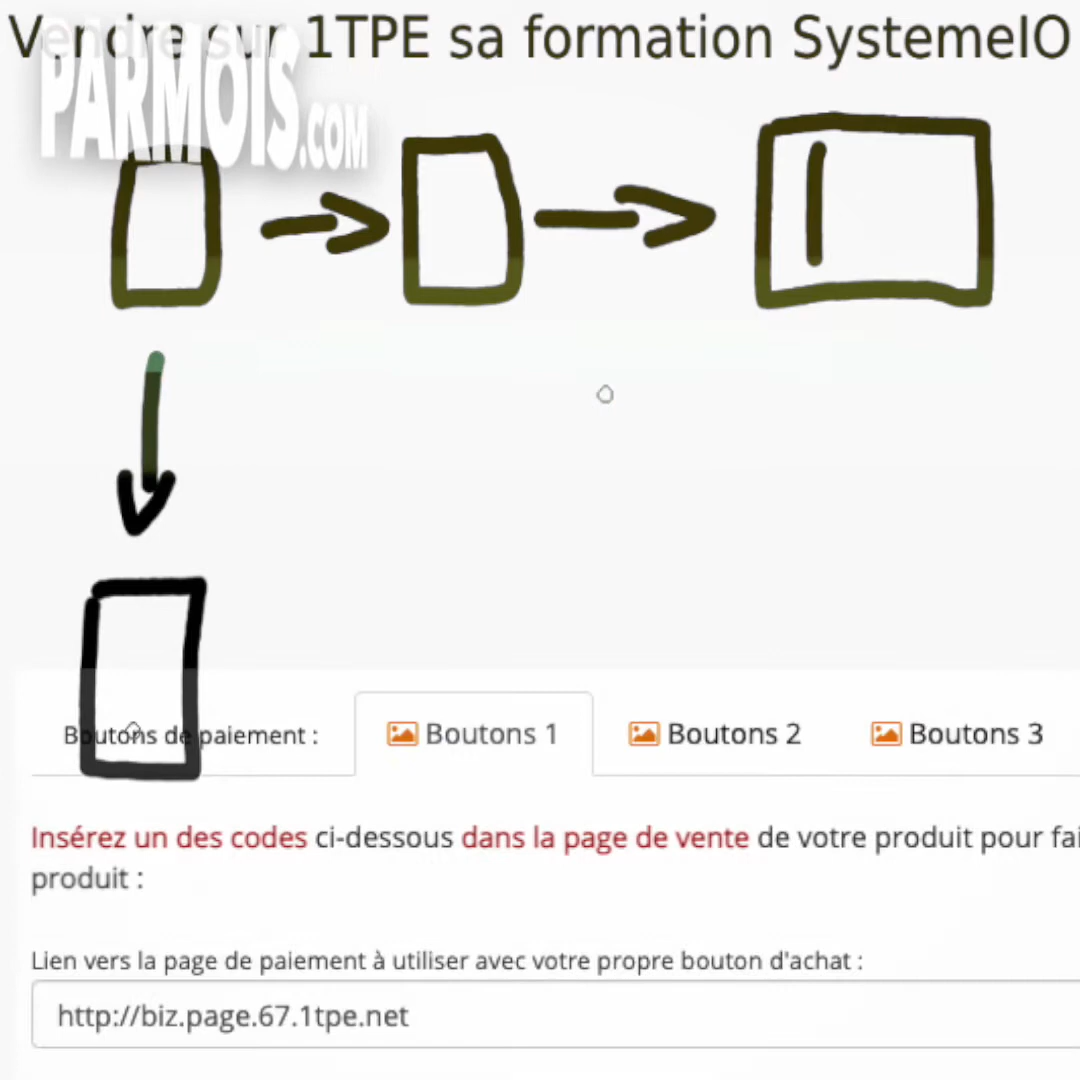 Vendre sur 1TPE sa formation SystemeIO
PARMOIS.COM
Boutons de paiement :
Boutons 1
Boutons 2
Boutons 3
Insérez un des codes ci-dessous dans la page de vente de votre produit pour fai
produit :
Lien vers la page de paiement à utiliser avec votre propre bouton d'achat :
http://biz.page.67.1tpe.net